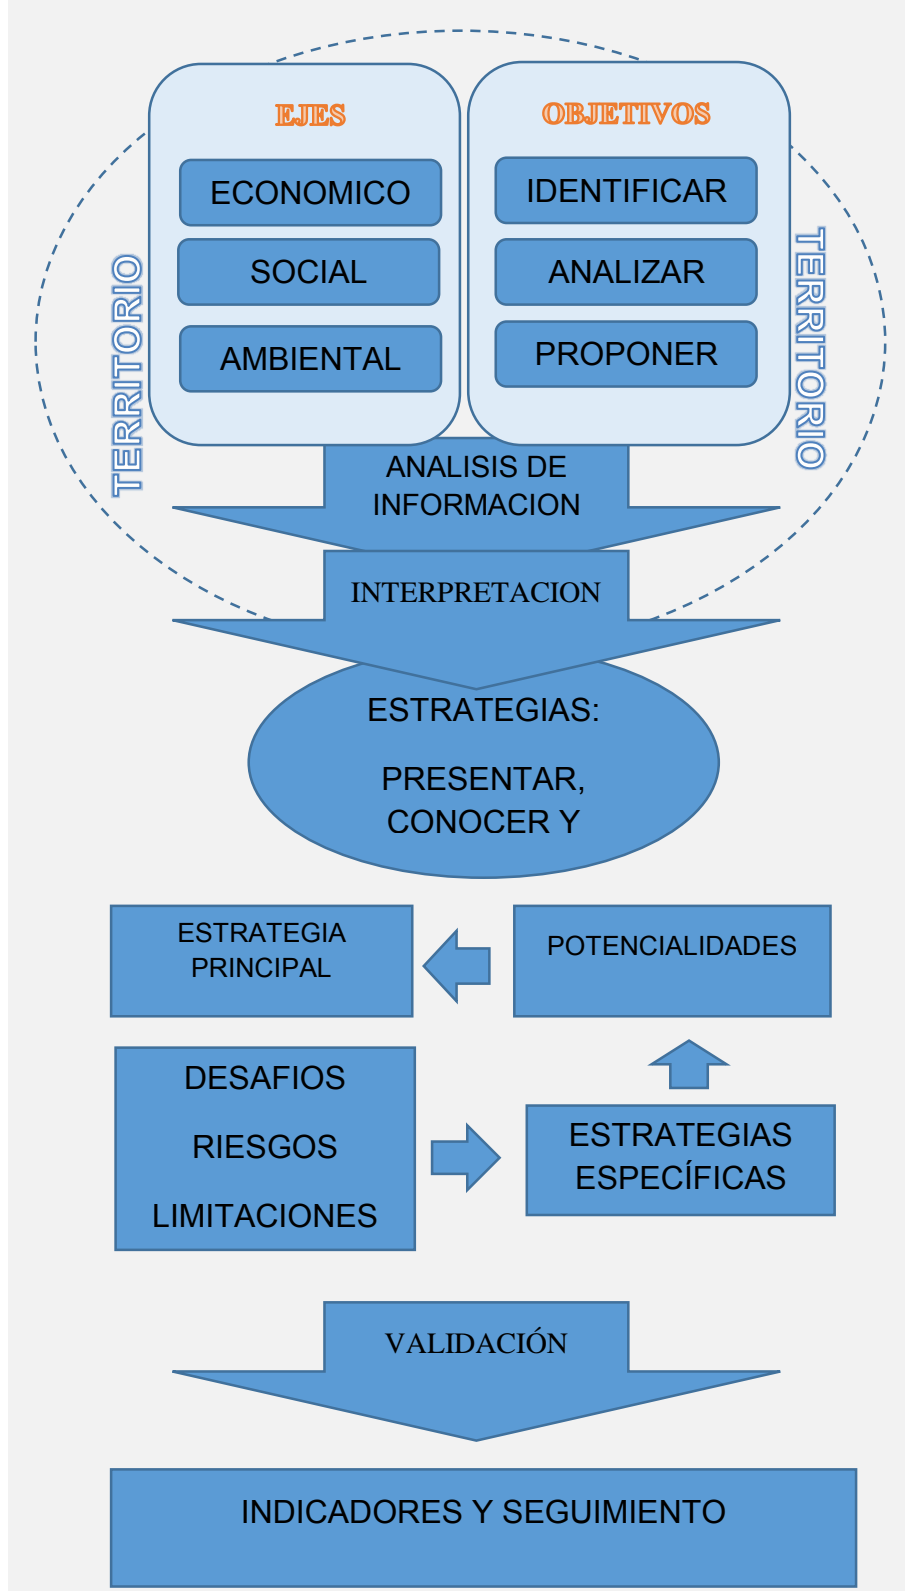 EJES
ECONOMICO
SOCIAL
AMBIENTAL
OBJETIVOS
IDENTIFICAR
ANALIZAR
PROPONER
TERRITORIO
TERRITORIO
ANALISIS DE
INFORMACION
INTERPRETACION
ESTRATEGIAS:
PRESENTAR,
CONOCER Y
ESTRATEGIA
PRINCIPAL
POTENCIALIDADES
DESAFIOS
RIESGOS
LIMITACIONES
ESTRATEGIAS
ESPECÍFICAS
VALIDACIÓN
INDICADORES Y SEGUIMIENTO